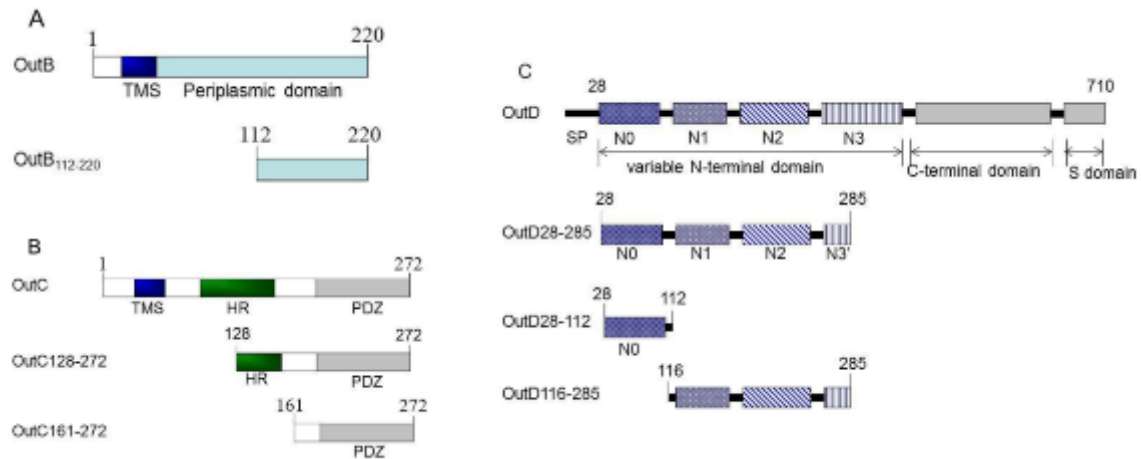 A
1 220
OutB
TMS Periplasmic domain
112 220
OutB112-220
B
1 272
OutC
TMS HR PDZ
128 272
OutC128-272
HR PDZ
161 272
OutC161-272
PDZ
C
28 710
OutD
SP N0 N1 N2 N3
variable N-terminal domain C-terminal domain S domain
28 285
OutD28-285
N0 N1 N2 N3'
28 112
OutD28-112
N0
116 285
OutD116-285